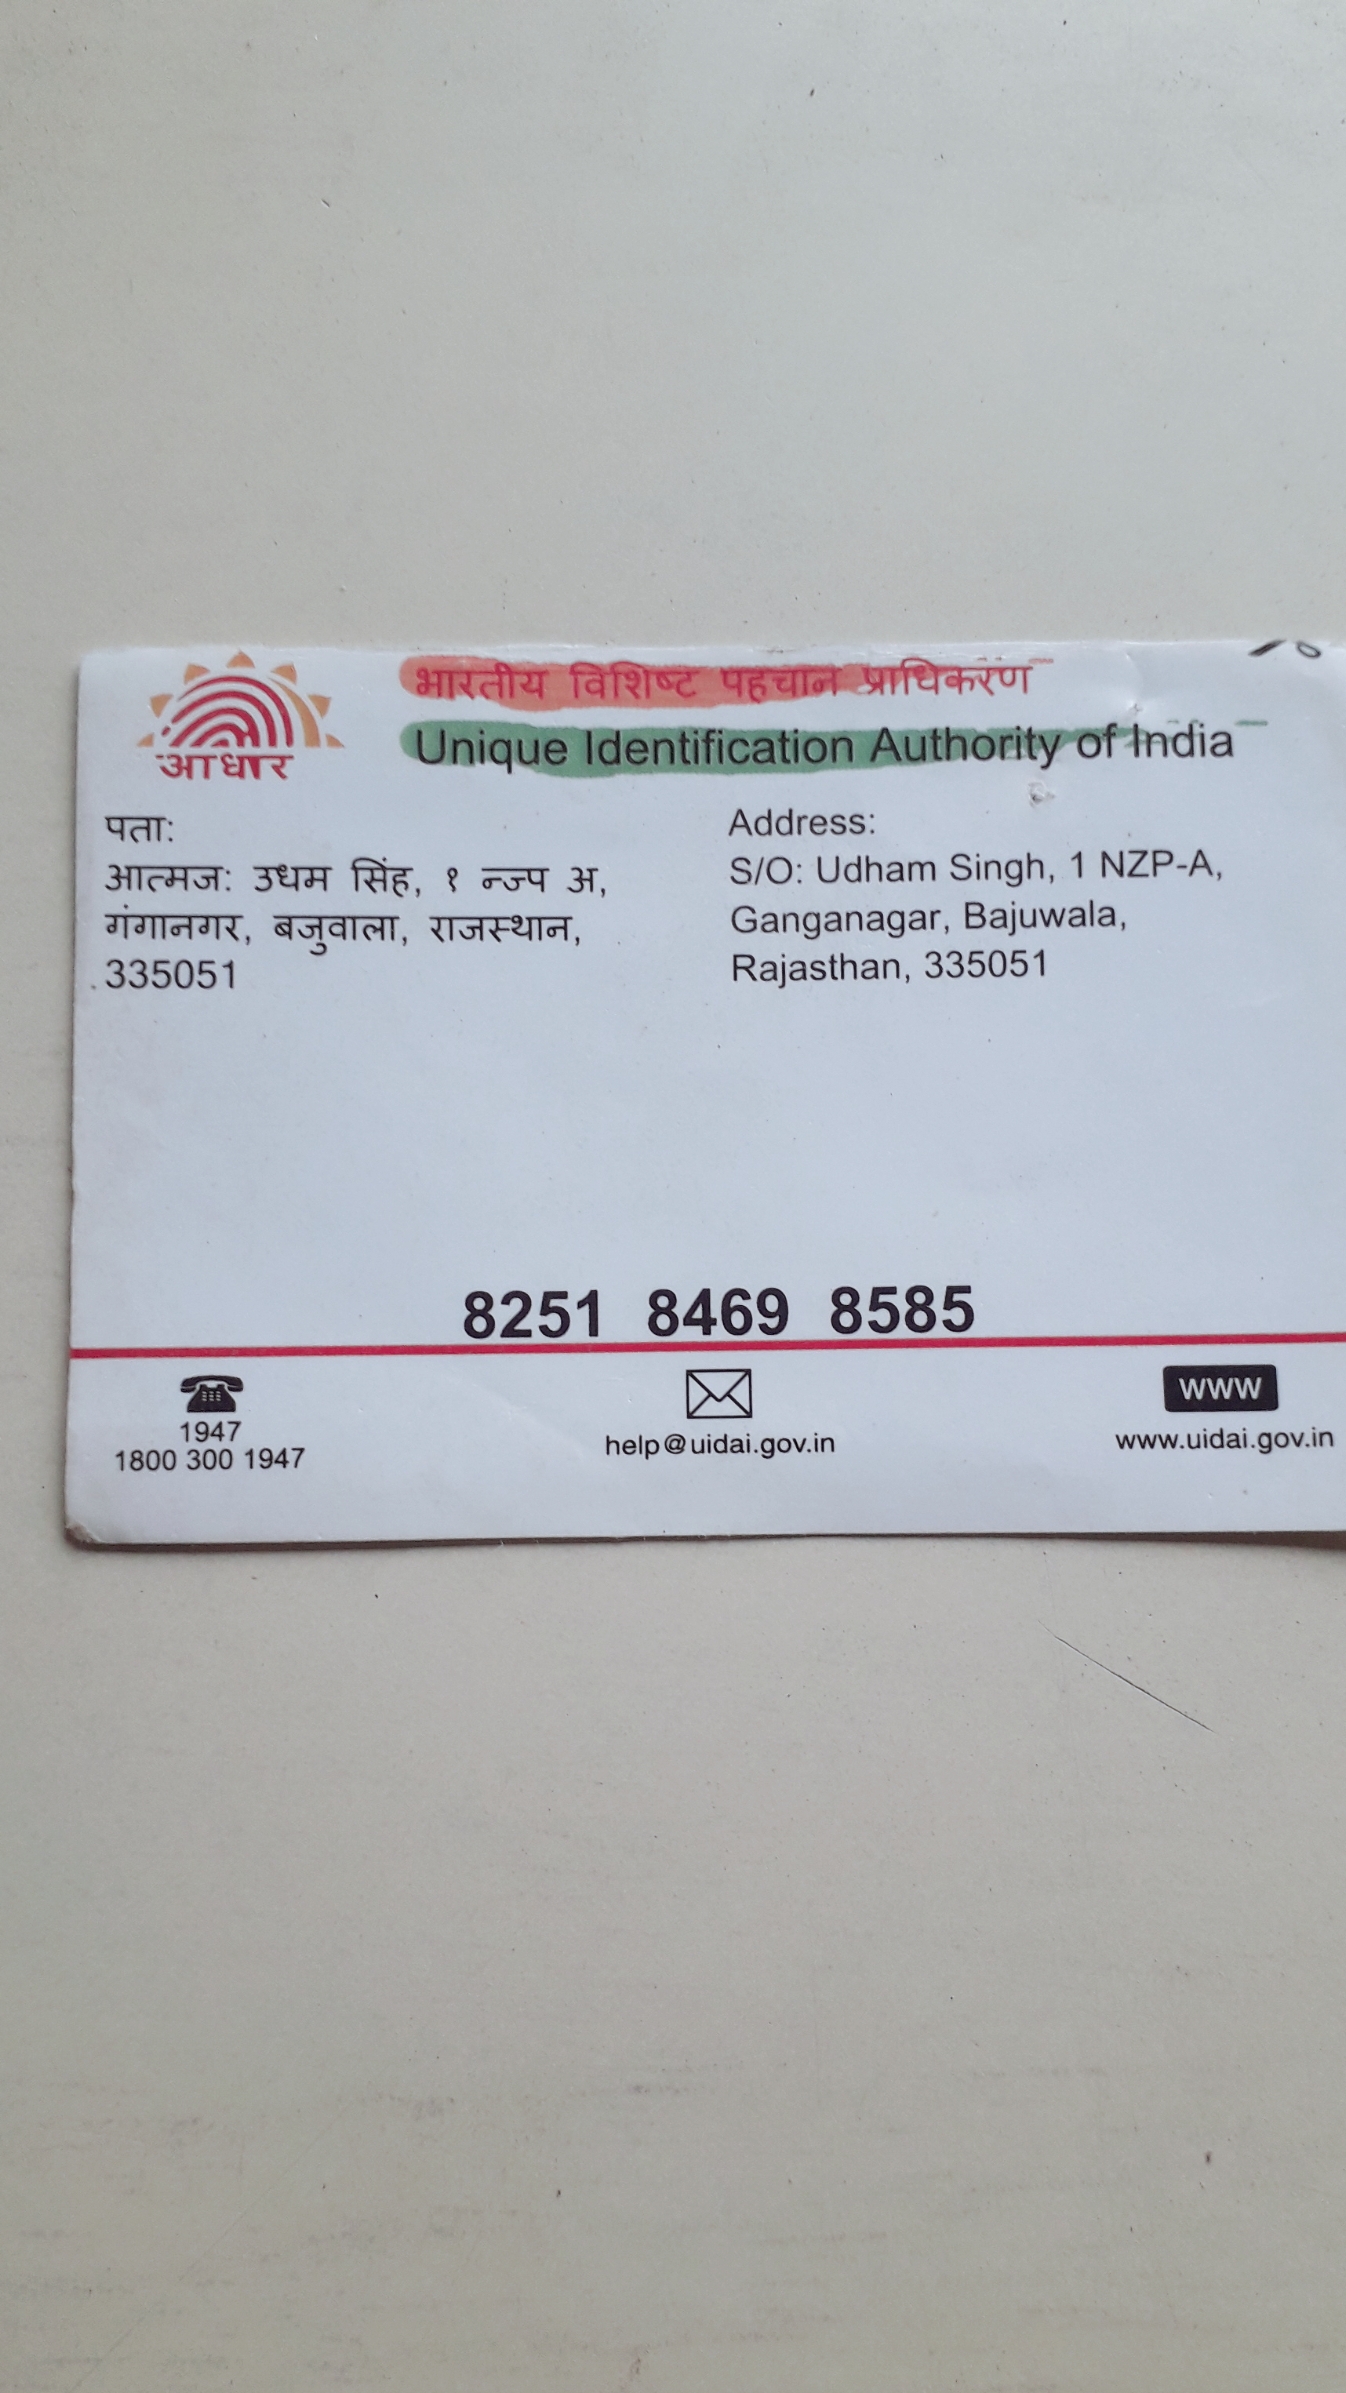 आधार
भारतीय विशिष्ट पहचान प्राधिकरण
Unique Identification Authority of India
पता:
आत्मज: उधम सिंह, १ न्ज्प अ,
गंगानगर, बजुवाला, राजस्थान,
335051
Address:
S/O: Udham Singh, 1 NZP-A,
Ganganagar, Bajuwala,
Rajasthan, 335051
8251 8469 8585
1947
1800 300 1947
help@uidai.gov.in
WWW
www.uidai.gov.in